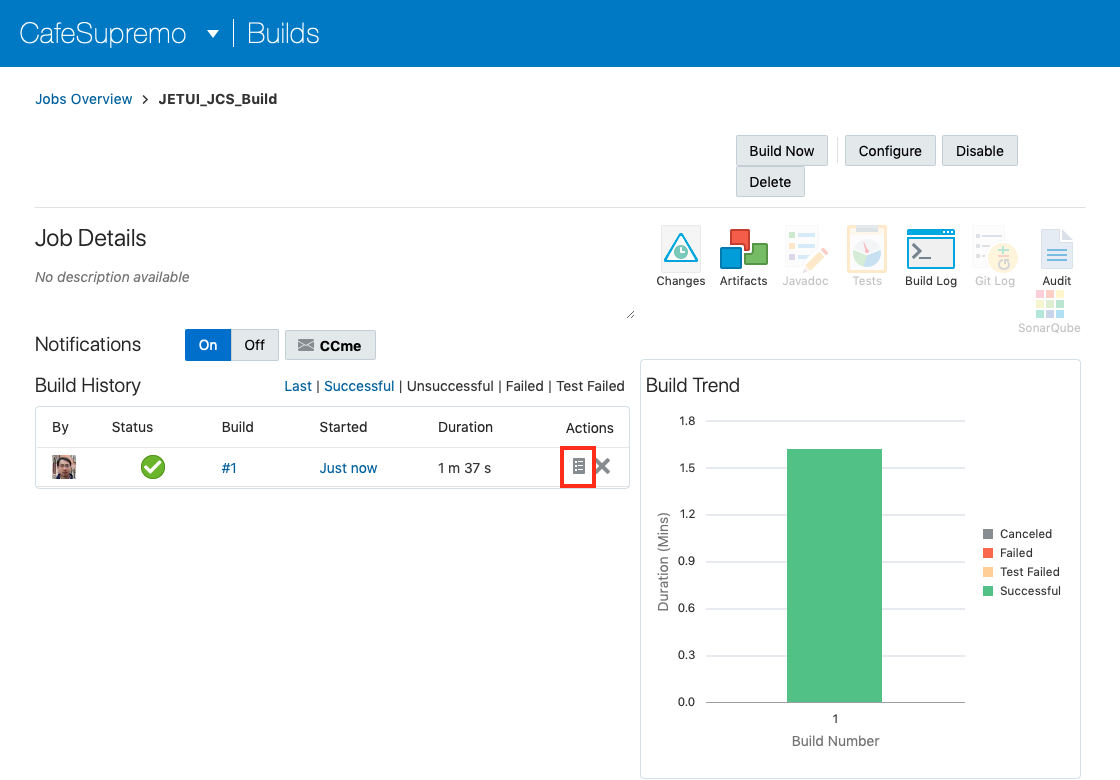 CafeSupremo Builds
Jobs Overview > JETUI_JCS_Build
Build Now Configure Disable
Delete
Job Details
No description available
Changes Artifacts Javadoc Tests Build Log Git Log Audit
SonarQube
Notifications On Off CCme
Build History Last | Successful | Unsuccessful | Failed | Test Failed
By Status Build Started Duration Actions
#1 Just now 1 m 37 s
Build Trend
1.8
1.5
1.2
0.9
0.6
0.3
0.0
Duration (Mins)
1
Build Number
Canceled
Failed
Test Failed
Successful